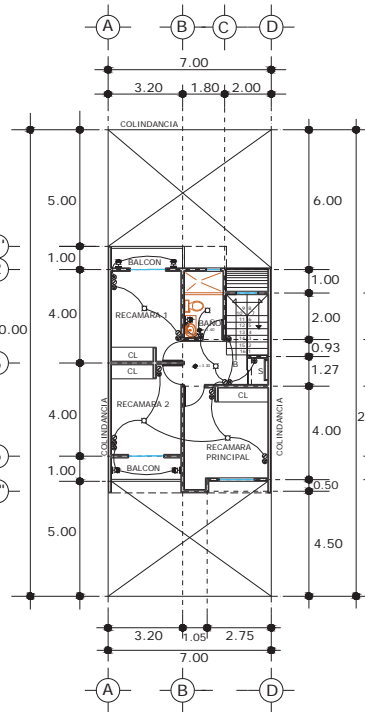 A B C D
7.00
3.20 1.80 2.00
COLINDANCIA
5.00 6.00
1.00
BALCON
1.00
4.00
RECAMARA 1
BAÑO
2.00
0.00
0.93
CL
CL
B
S
1.27
CL
RECAMARA 2
4.00 4.00
COLINDANCIA
COLINDANCIA
2
RECAMARA
PRINCIPAL
BALCON
1.00
0.50
5.00 4.50
3.20 1.05 2.75
7.00
A B D